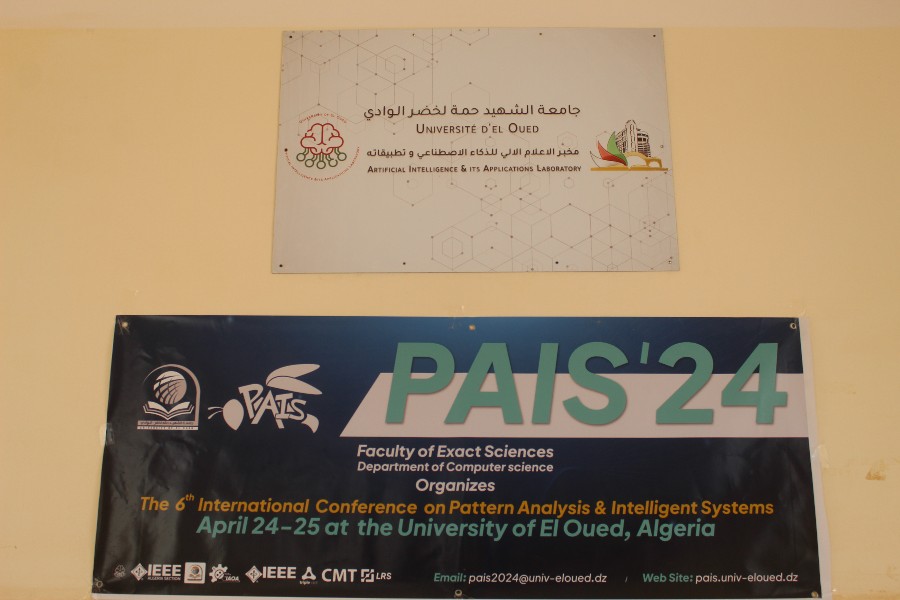 جامعة الشهيد حمة لخضر الوادي
UNIVERSITÉ D'EL OUED
مخبر الاعلام الالي للذكاء الاصطناعي و تطبيقاته
ARTIFICIAL INTELLIGENCE & ITS APPLICATIONS LABORATORY
PAIS
PAIS'24
Faculty of Exact Sciences
Department of Computer science
Organizes
The 6th International Conference on Pattern Analysis & Intelligent Systems
April 24-25 at the University of El Oued, Algeria
IEEE
ALGERIA SECTION
IEEE
CMT
LRS
Email: pais2024@univ-eloued.dz / Web Site: pais.univ-eloued.dz